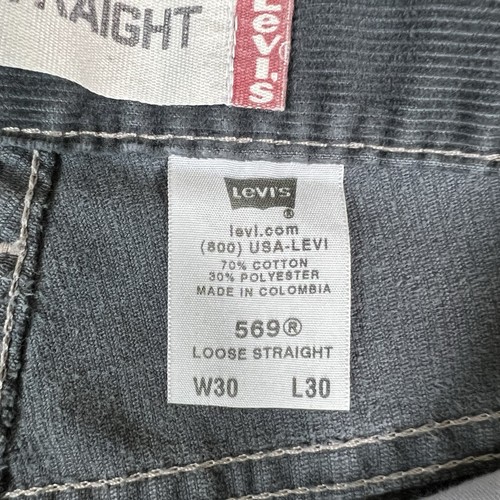 STRAIGHT
Levi's
LEVI'S
®
levi.com
(800) USA-LEVI
70% COTTON
30% POLYESTER
MADE IN COLOMBIA
569®
LOOSE STRAIGHT
W30 L30